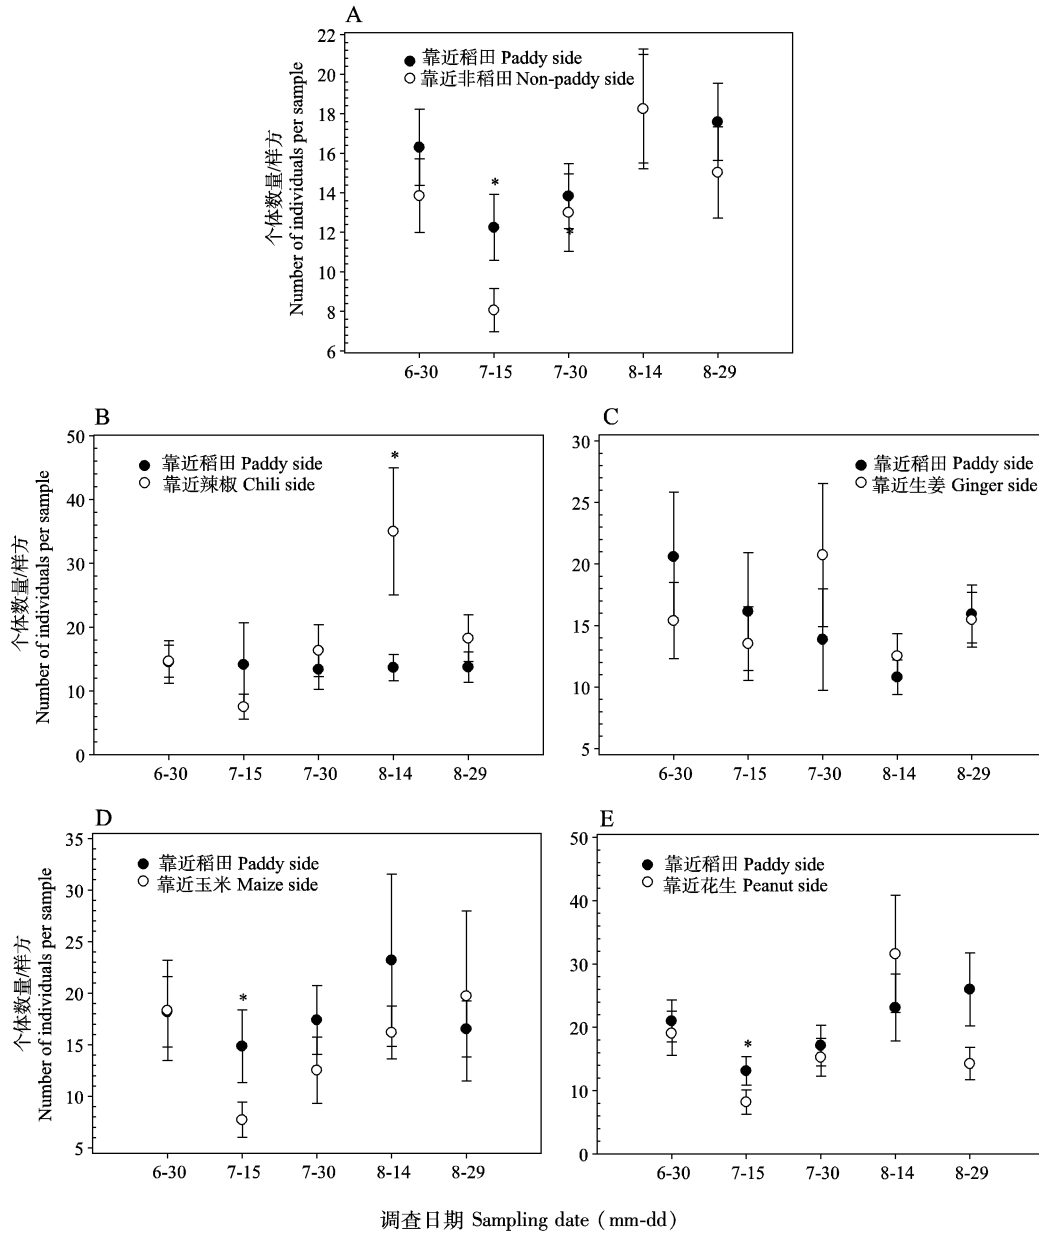 A
22
20
18
16
14
12
10
8
6
靠近稻田 Paddy side
靠近非稻田 Non-paddy side
*
*
个体数量/样方
Number of individuals per sample
6-30 7-15 7-30 8-14 8-29
B
50
40
30
20
10
0
靠近稻田 Paddy side
靠近辣椒 Chili side
*
个体数量/样方
Number of individuals per sample
6-30 7-15 7-30 8-14 8-29
C
30
25
20
15
10
5
靠近稻田 Paddy side
靠近生姜 Ginger side
6-30 7-15 7-30 8-14 8-29
D
35
30
25
20
15
10
5
靠近稻田 Paddy side
靠近玉米 Maize side
*
个体数量/样方
Number of individuals per sample
6-30 7-15 7-30 8-14 8-29
E
50
40
30
20
10
0
靠近稻田 Paddy side
靠近花生 Peanut side
*
6-30 7-15 7-30 8-14 8-29
调查日期 Sampling date（mm-dd）